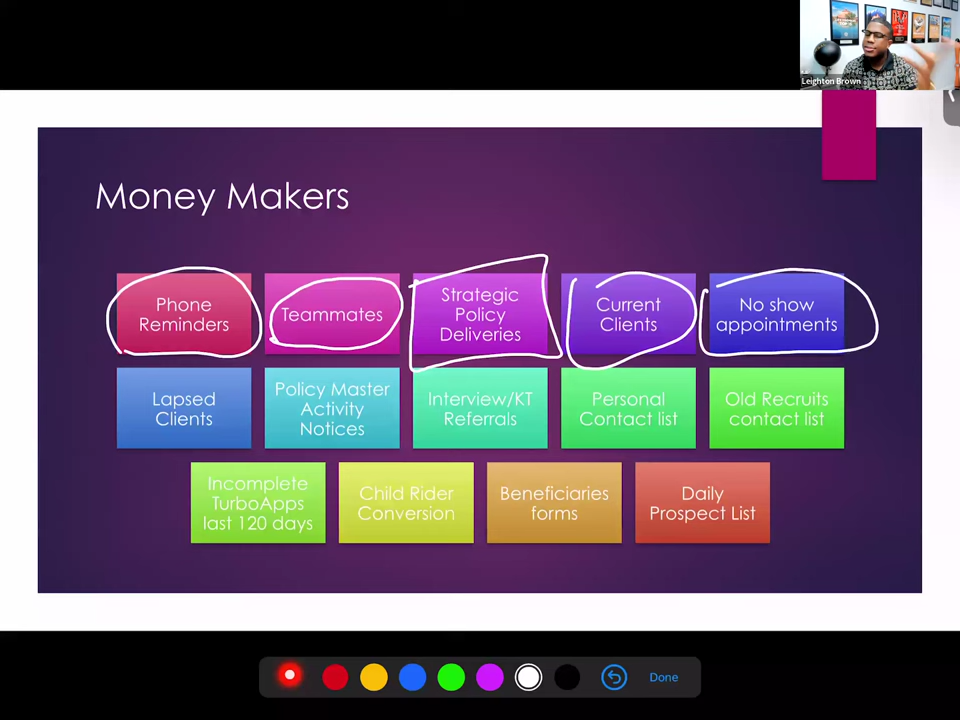 Leighton Brown
Money Makers
Phone
Reminders
Teammates
Strategic
Policy
Deliveries
Current
Clients
No show
appointments
Lapsed
Clients
Policy Master
Activity
Notices
Interview/KT
Referrals
Personal
Contact list
Old Recruits
contact list
Incomplete
TurboApps
last 120 days
Child Rider
Conversion
Beneficiaries
forms
Daily
Prospect List
Done